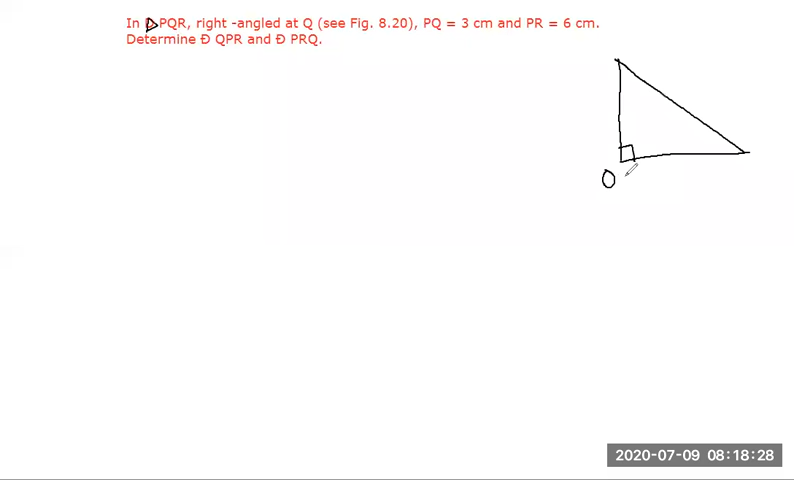 In Đ PQR, right -angled at Q (see Fig. 8.20), PQ = 3 cm and PR = 6 cm.
Determine Đ QPR and Đ PRQ.
O
2020-07-09 08:18:28